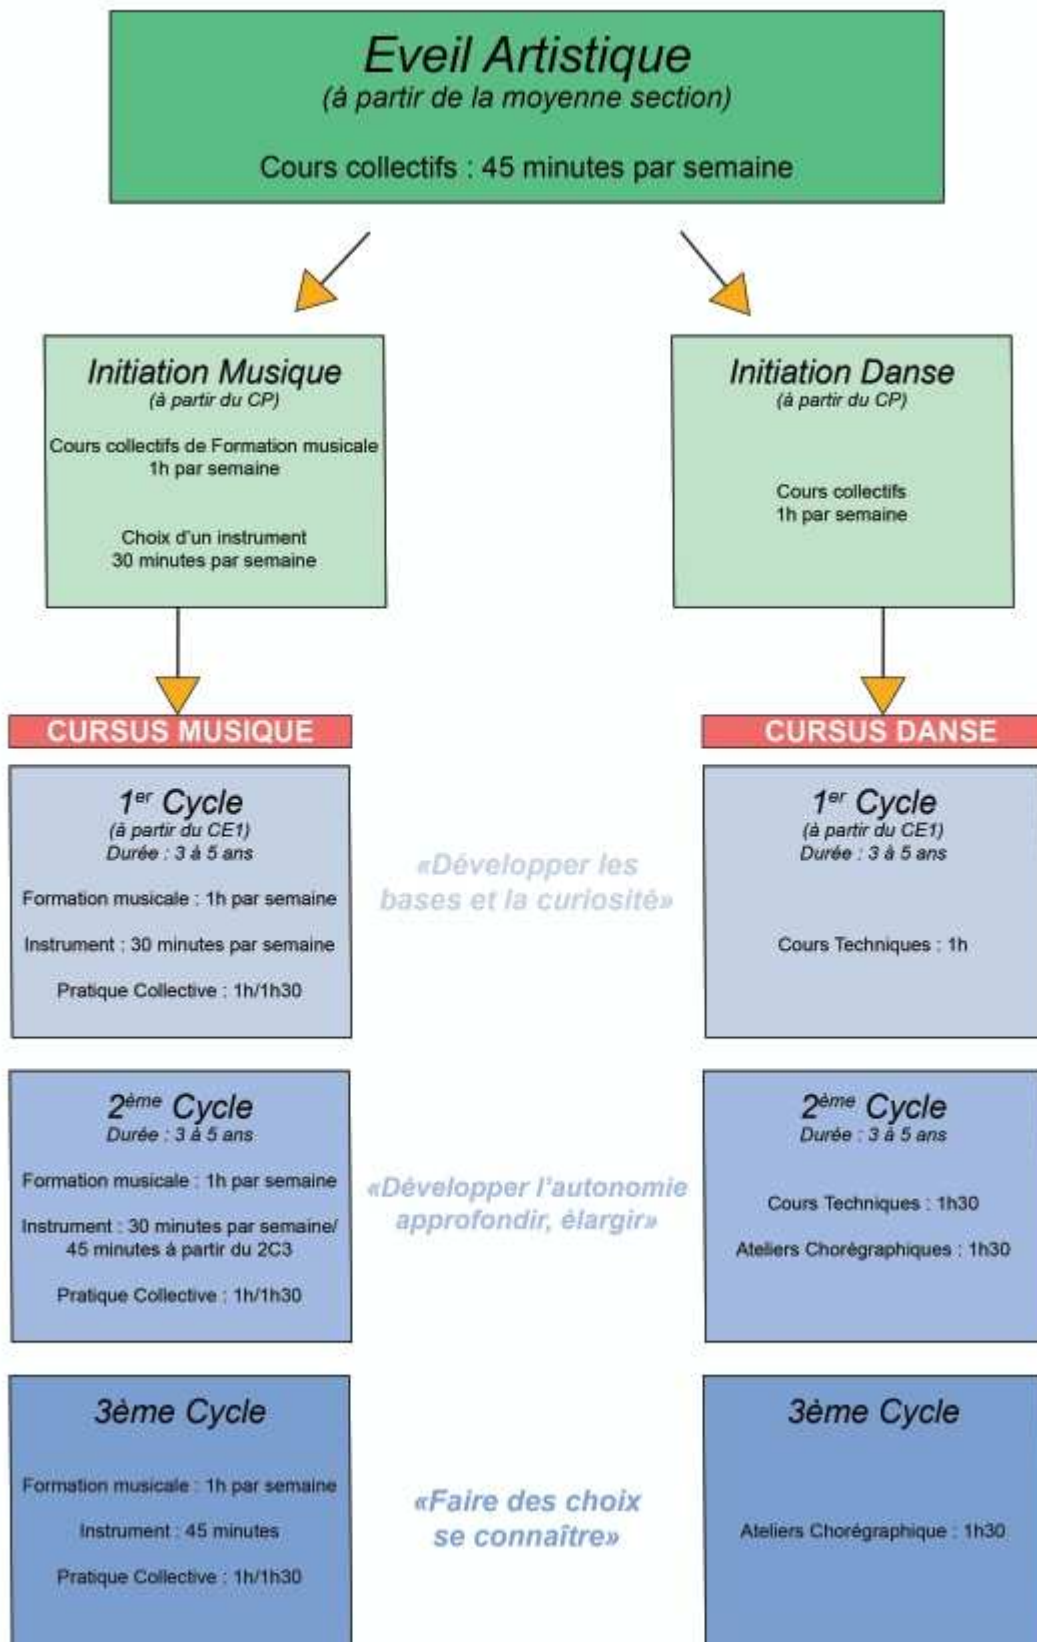 Eveil Artistique
(à partir de la moyenne section)
Cours collectifs : 45 minutes par semaine
Initiation Musique
(à partir du CP)
Cours collectifs de Formation musicale
1h par semaine
Choix d'un instrument
30 minutes par semaine
Initiation Danse
(à partir du CP)
Cours collectifs
1h par semaine
CURSUS MUSIQUE
CURSUS DANSE
1er Cycle
(à partir du CE1)
Durée : 3 à 5 ans
Formation musicale : 1h par semaine
Instrument : 30 minutes par semaine
Pratique Collective : 1h/1h30
«Développer les
bases et la curiosité»
1er Cycle
(à partir du CE1)
Durée : 3 à 5 ans
Cours Techniques : 1h
2ème Cycle
Durée : 3 à 5 ans
Formation musicale : 1h par semaine
Instrument : 30 minutes par semaine/
45 minutes à partir du 2C3
Pratique Collective : 1h/1h30
«Développer l'autonomie
approfondir, élargir»
2ème Cycle
Durée : 3 à 5 ans
Cours Techniques : 1h30
Ateliers Chorégraphiques : 1h30
3ème Cycle
Formation musicale : 1h par semaine
Instrument : 45 minutes
Pratique Collective : 1h/1h30
«Faire des choix
se connaître»
3ème Cycle
Ateliers Chorégraphique : 1h30